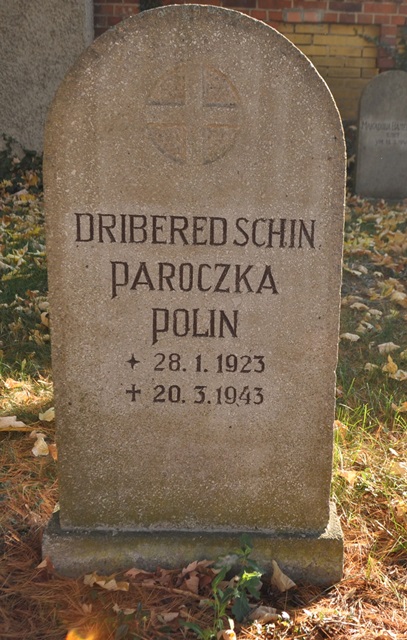 DRIBERED SCHIN
PAROCZKA
POLIN
✦ 28. 1. 1923
✝ 20. 3. 1943